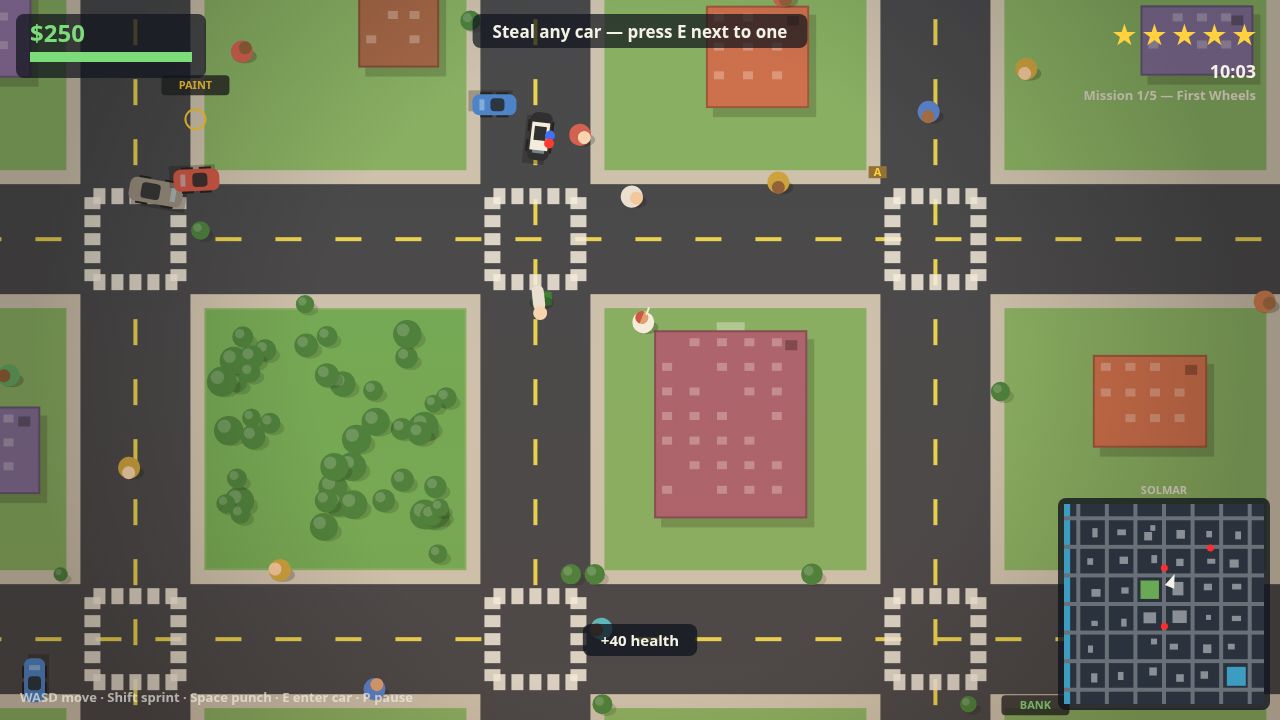 $250
Steal any car — press E next to one
10:03
Mission 1/5 — First Wheels
PAINT
A
SOLMAR
+40 health
WASD move · Shift sprint · Space punch · E enter car · P pause
BANK